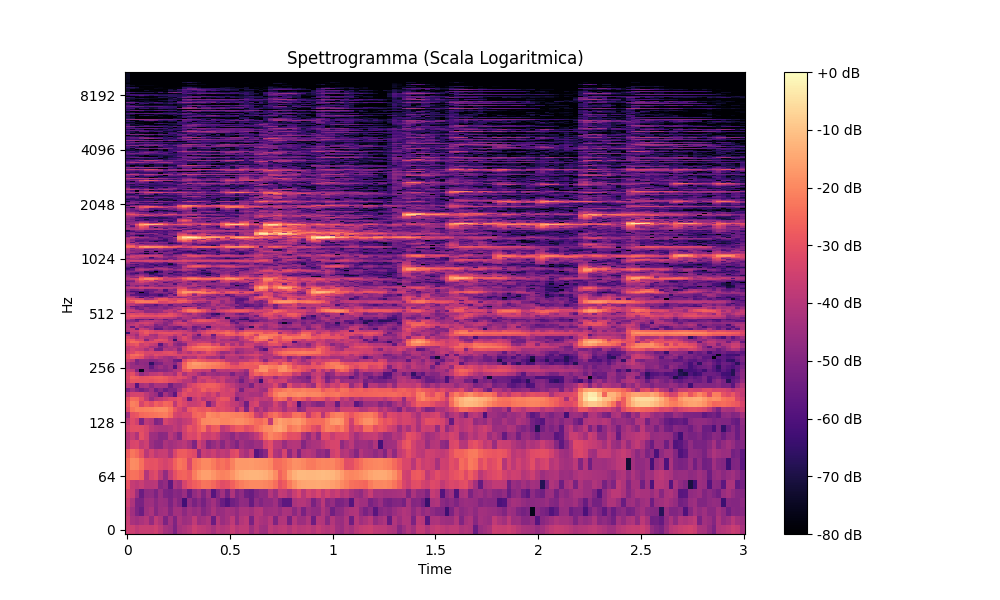 Spettrogramma (Scala Logaritmica)
8192
4096
2048
1024
512
256
128
64
0
Hz
0
0.5
1
1.5
2
2.5
3
Time
+0 dB
-10 dB
-20 dB
-30 dB
-40 dB
-50 dB
-60 dB
-70 dB
-80 dB